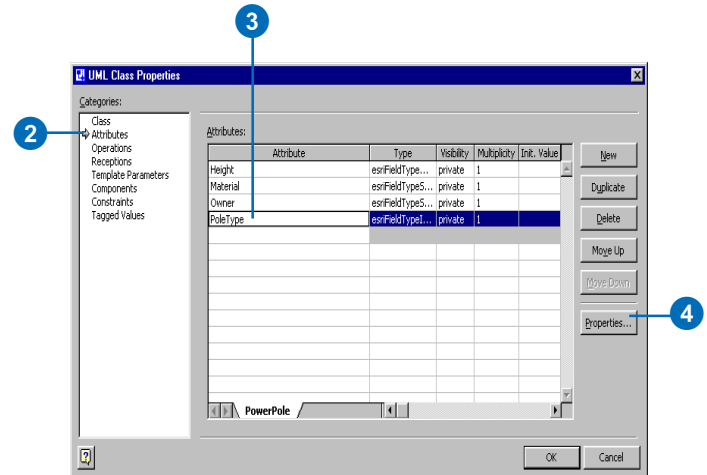 3
UML Class Properties
Categories:
2
Class
Attributes
Operations
Receptions
Template Parameters
Components
Constraints
Tagged Values
Attributes:
Attribute Type Visibility Multiplicity Init. Value
Height esriFieldType... private 1
Material esriFieldTypeS... private 1
Owner esriFieldTypeS... private 1
PoleType esriFieldTypeI... private 1
New
Duplicate
Delete
Move Up
Move Down
Properties...
4
PowerPole
OK
Cancel